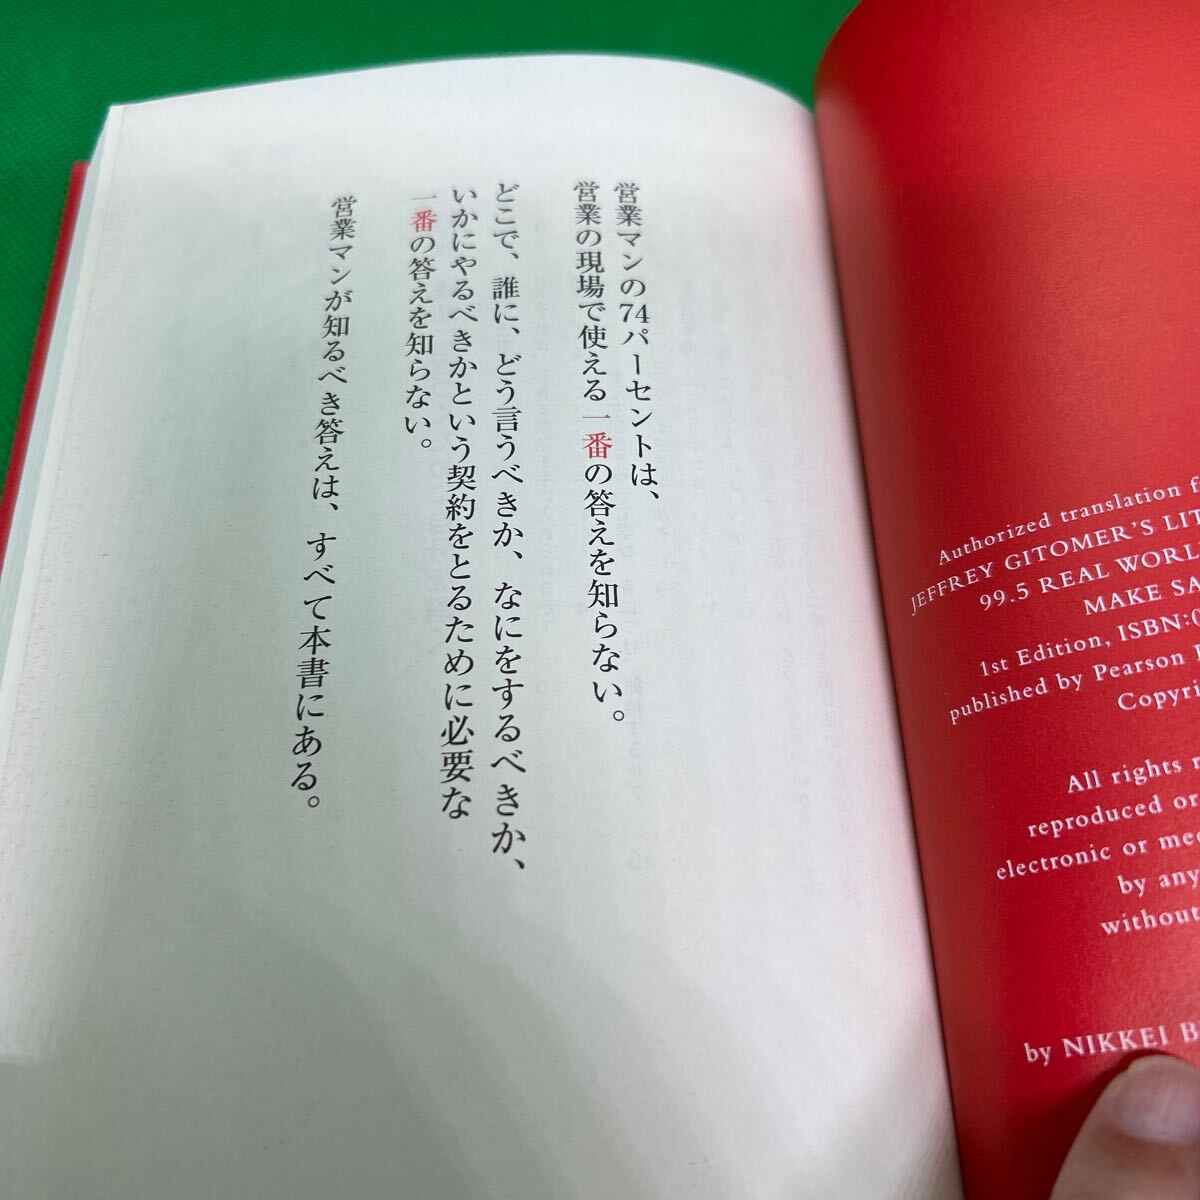 営業マンの74パーセントは、
営業の現場で使える一番の答えを知らない。
どこで、誰に、どう言うべきか、なにをするべきか、
いかにやるべきかという契約をとるために必要な
一番の答えを知らない。
営業マンが知るべき答えは、すべて本書にある。
Authorized translation
JEFFREY GITOMER'S
99.5 REAL
MAKE
1st Edition, ISBN:0
published by Pearson
All rights
reproduced or
electronic or
by any
without
by NIKKEI